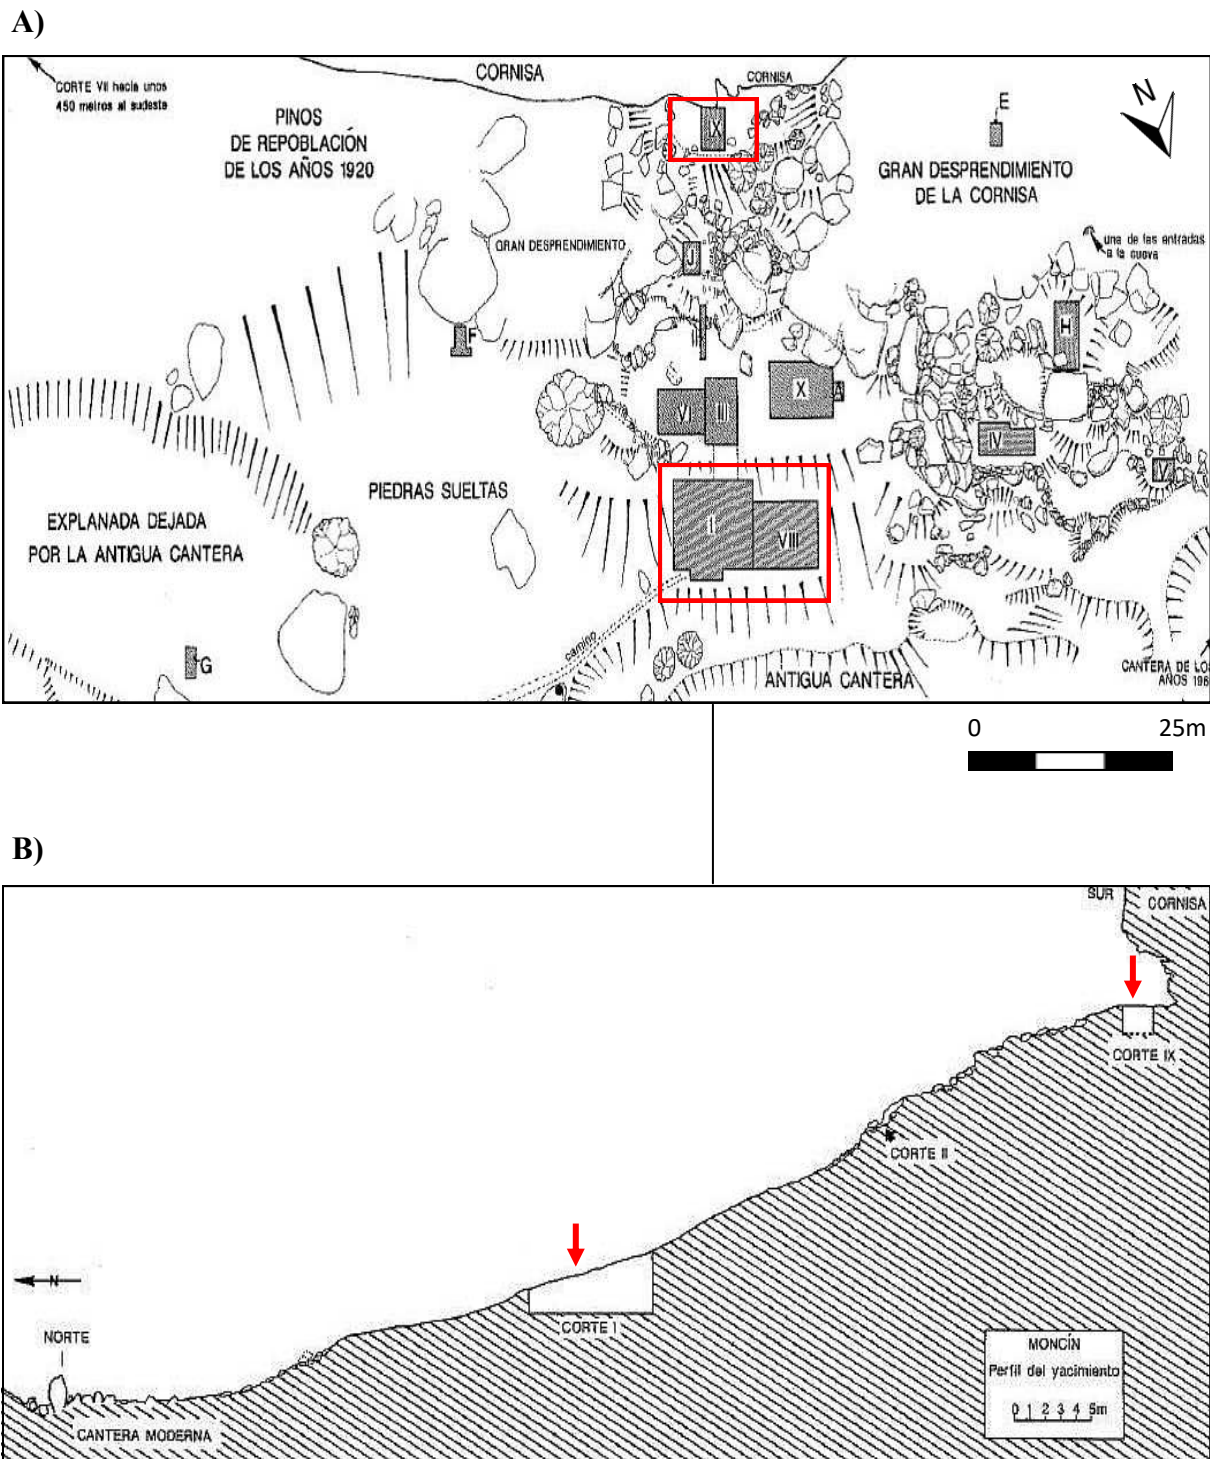 A)
CORTE VII hacia unos
450 metros al sudeste
CORNISA
CORNISA
N
E
PINOS
DE REPOBLACIÓN
DE LOS AÑOS 1920
IX
GRAN DESPRENDIMIENTO
DE LA CORNISA
GRAN DESPRENDIMIENTO
J
una de las entradas
a la cueva
F
II
H
VI
III
X
A
IV
V
PIEDRAS SUELTAS
EXPLANADA DEJADA
POR LA ANTIGUA CANTERA
I
VIII
camino
G
ANTIGUA CANTERA
CANTERA DE LOS
AÑOS 196
0
25m
B)
SUR
CORNISA
CORTE IX
CORTE II
N
CORTE I
NORTE
CANTERA MODERNA
MONCÍN
Perfil del yacimiento
0 1 2 3 4 5m